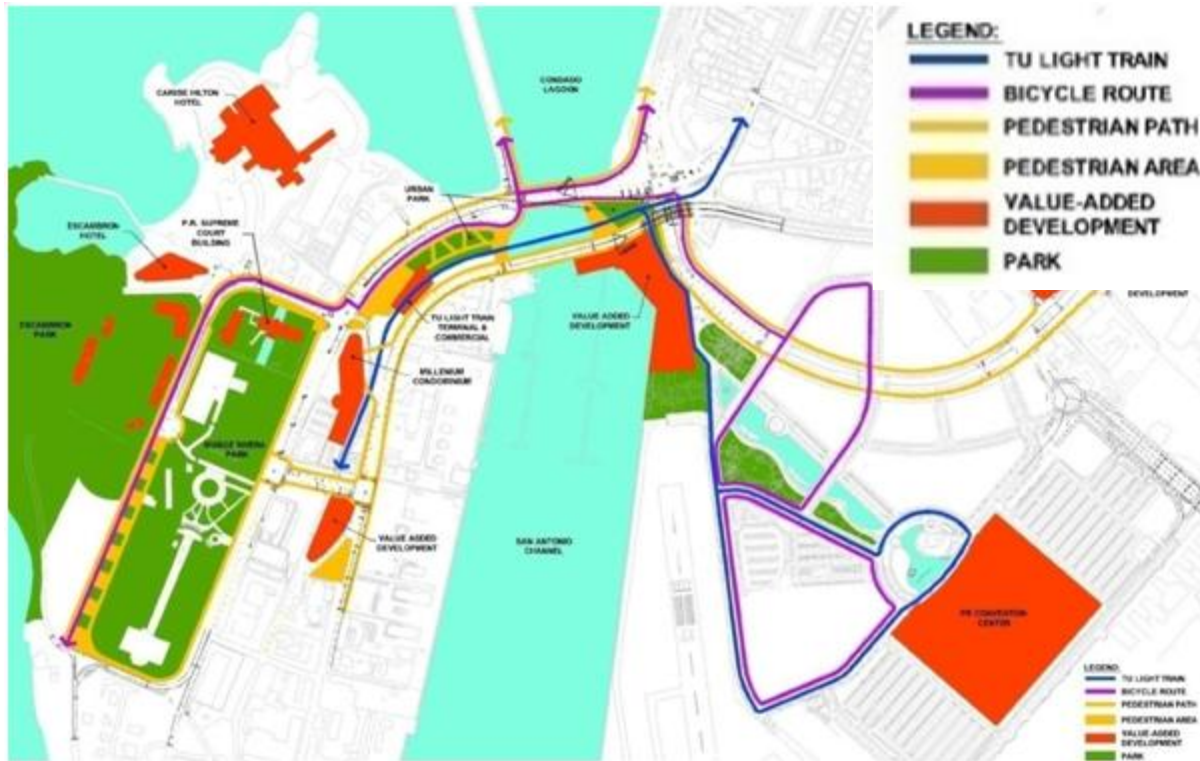 LEGEND:
TU LIGHT TRAIN
BICYCLE ROUTE
PEDESTRIAN PATH
PEDESTRIAN AREA
VALUE-ADDED
DEVELOPMENT
PARK
CARIBE HILTON
HOTEL
CONDADO
LAGOON
URBAN
PARK
ESCAMBRON
HOTEL
P.R. SUPREME
COURT
BUILDING
ESCAMBRON
PARK
TU LIGHT TRAIN
TERMINAL &
COMMERCIAL
VALUE ADDED
DEVELOPMENT
DEVELOPMENT
MILLENIUM
CONDOMINIUM
PARK
VALUE ADDED
DEVELOPMENT
SAN ANTONIO
CHANNEL
PR CONVENTION
CENTER
LEGEND:
TU LIGHT TRAIN
BICYCLE ROUTE
PEDESTRIAN PATH
PEDESTRIAN AREA
VALUE-ADDED
DEVELOPMENT
PARK